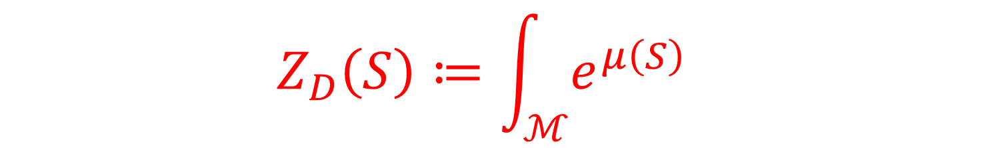 Z_D(S) ≔ ∫_ℳ e^{μ(S)}